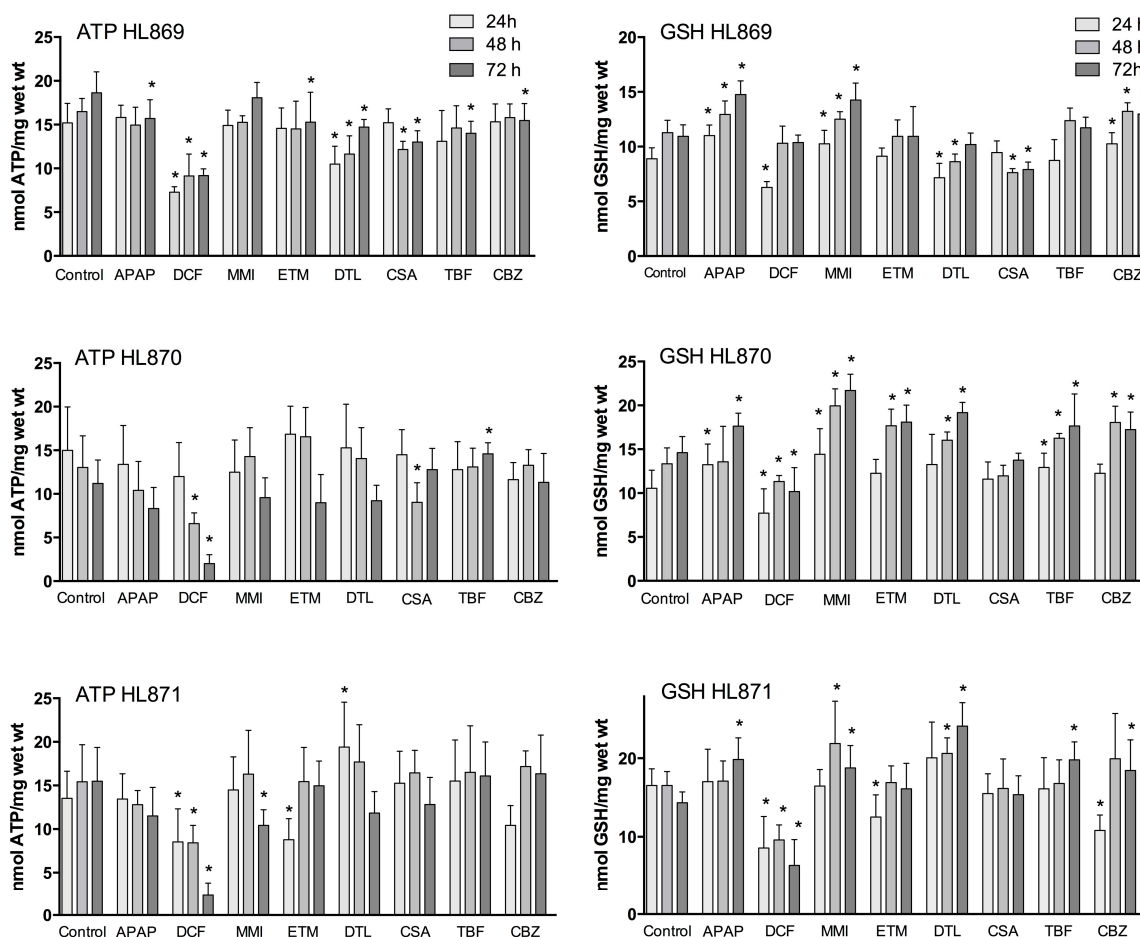 ATP HL869
24h
48 h
72 h
nmol ATP/mg wet wt
25
20
15
10
5
0
* * * * * * * * * * * * *
Control APAP DCF MMI ETM DTL CSA TBF CBZ
GSH HL869
24 h
48 h
72h
nmol GSH/mg wet wt
20
15
10
5
0
* * * * * * * * * * * * *
Control APAP DCF MMI ETM DTL CSA TBF CBZ
ATP HL870
nmol ATP/mg wet wt
25
20
15
10
5
0
* * * *
Control APAP DCF MMI ETM DTL CSA TBF CBZ
GSH HL870
nmol GSH/mg wet wt
25
20
15
10
5
0
* * * * * * * * * * * * * * * * *
Control APAP DCF MMI ETM DTL CSA TBF CBZ
ATP HL871
nmol ATP/mg wet wt
25
20
15
10
5
0
* * * * * *
Control APAP DCF MMI ETM DTL CSA TBF CBZ
GSH HL871
nmol GSH/mg wet wt
20
10
0
* * * * * * * * * * *
Control APAP DCF MMI ETM DTL CSA TBF CBZ